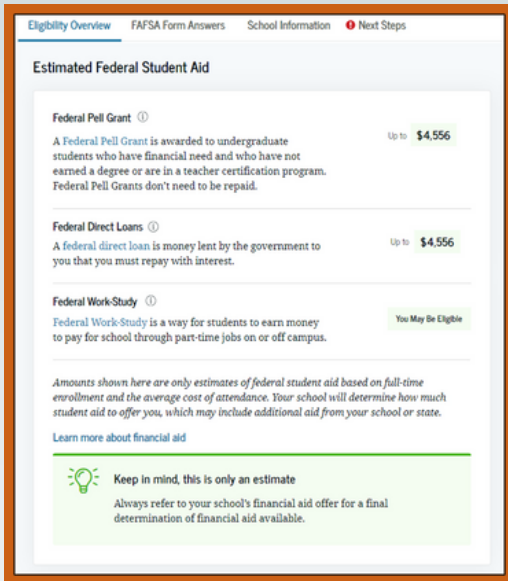 Eligibility Overview FAFSA Form Answers School Information Next Steps
Estimated Federal Student Aid
Federal Pell Grant
A Federal Pell Grant is awarded to undergraduate
students who have financial need and who have not
earned a degree or are in a teacher certification program.
Federal Pell Grants don't need to be repaid.
Up to $4,556
Federal Direct Loans
A federal direct loan is money lent by the government to
you that you must repay with interest.
Up to $4,556
Federal Work-Study
Federal Work-Study is a way for students to earn money
to pay for school through part-time jobs on or off campus.
You May Be Eligible
Amounts shown here are only estimates of federal student aid based on full-time
enrollment and the average cost of attendance. Your school will determine how much
student aid to offer you, which may include additional aid from your school or state.
Learn more about financial aid
Keep in mind, this is only an estimate
Always refer to your school's financial aid offer for a final
determination of financial aid available.